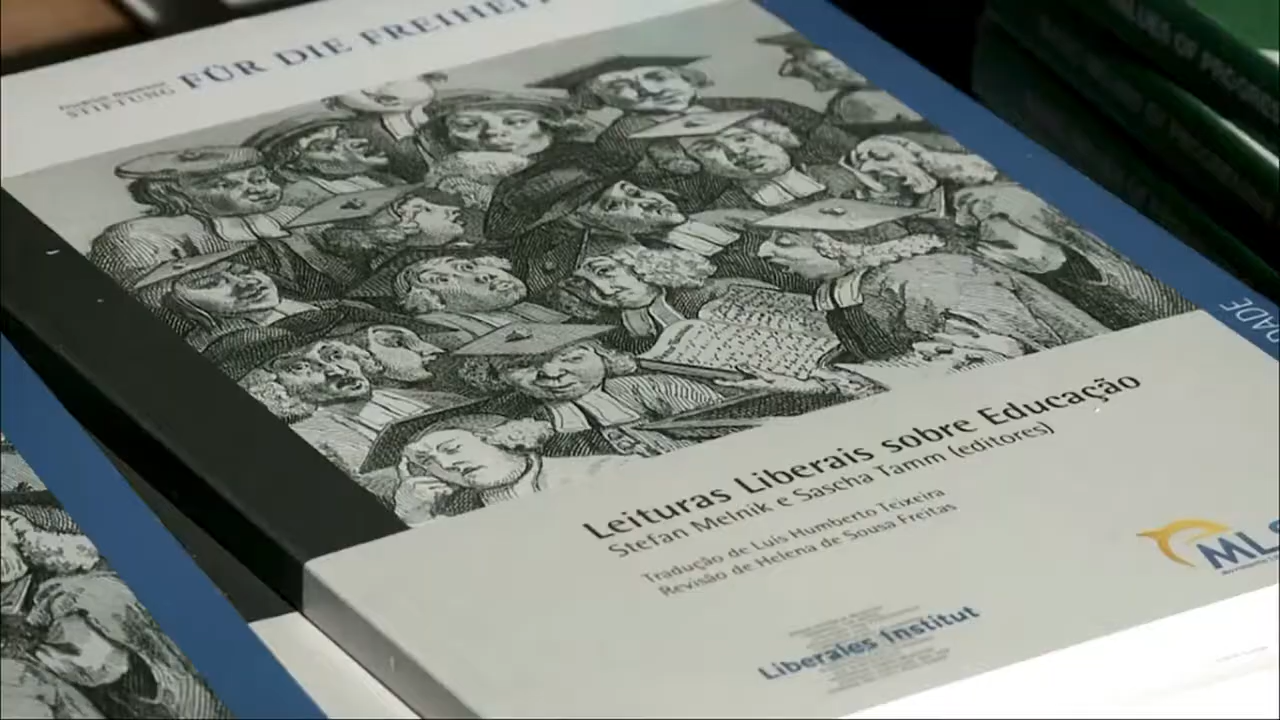 STIFTUNG FÜR DIE FREIHEIT
Leituras Liberais sobre Educação
Stefan Melnik e Sascha Tamm (editores)
Tradução de Luís Humberto Teixeira
Revisão de Helena de Sousa Freitas
Liberales Institut